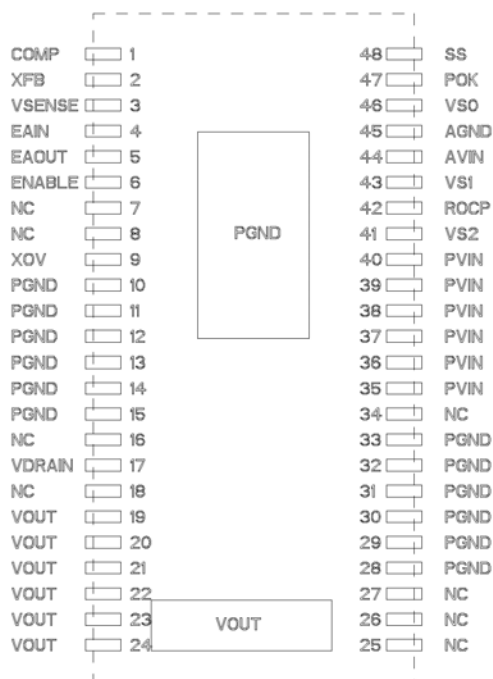 COMP 1 48 SS
XFB 2 47 POK
VSENSE 3 46 VS0
EAIN 4 45 AGND
EAOUT 5 44 AVIN
ENABLE 6 43 VS1
NC 7 42 ROCP
NC 8 41 VS2
PGND
XOV 9 40 PVIN
PGND 10 39 PVIN
PGND 11 38 PVIN
PGND 12 37 PVIN
PGND 13 36 PVIN
PGND 14 35 PVIN
PGND 15 34 NC
NC 16 33 PGND
VDRAIN 17 32 PGND
NC 18 31 PGND
VOUT 19 30 PGND
VOUT 20 29 PGND
VOUT 21 28 PGND
VOUT 22 27 NC
VOUT 23 VOUT 26 NC
VOUT 24 25 NC